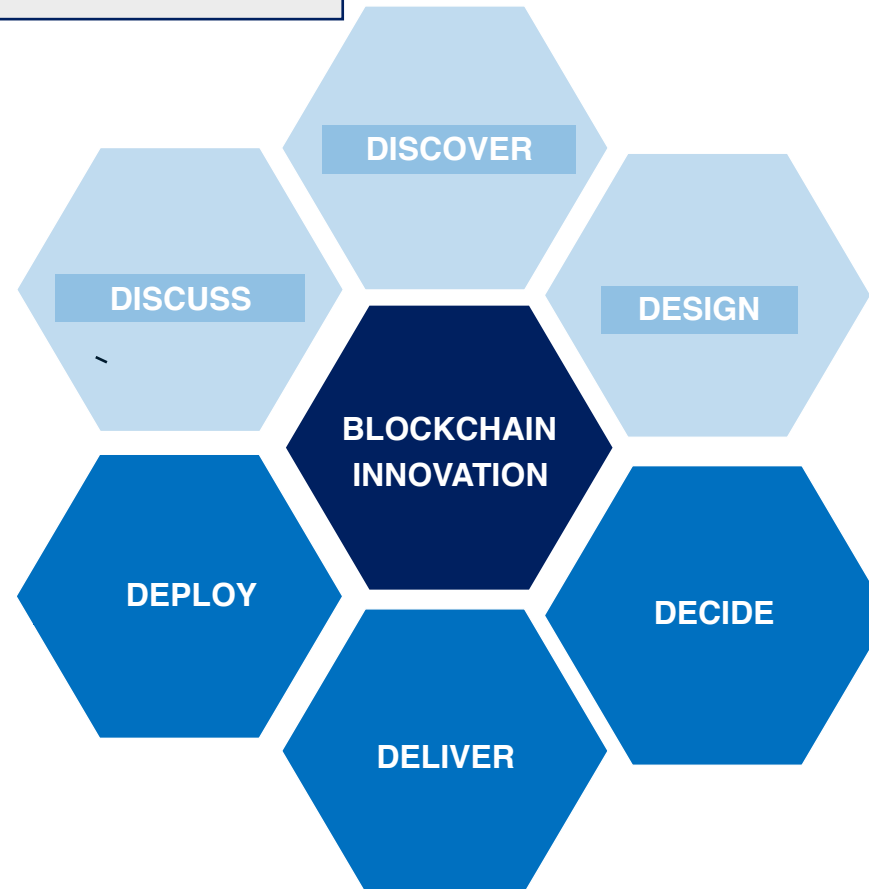 DISCOVER
DISCUSS
DESIGN
BLOCKCHAIN
INNOVATION
DEPLOY
DECIDE
DELIVER